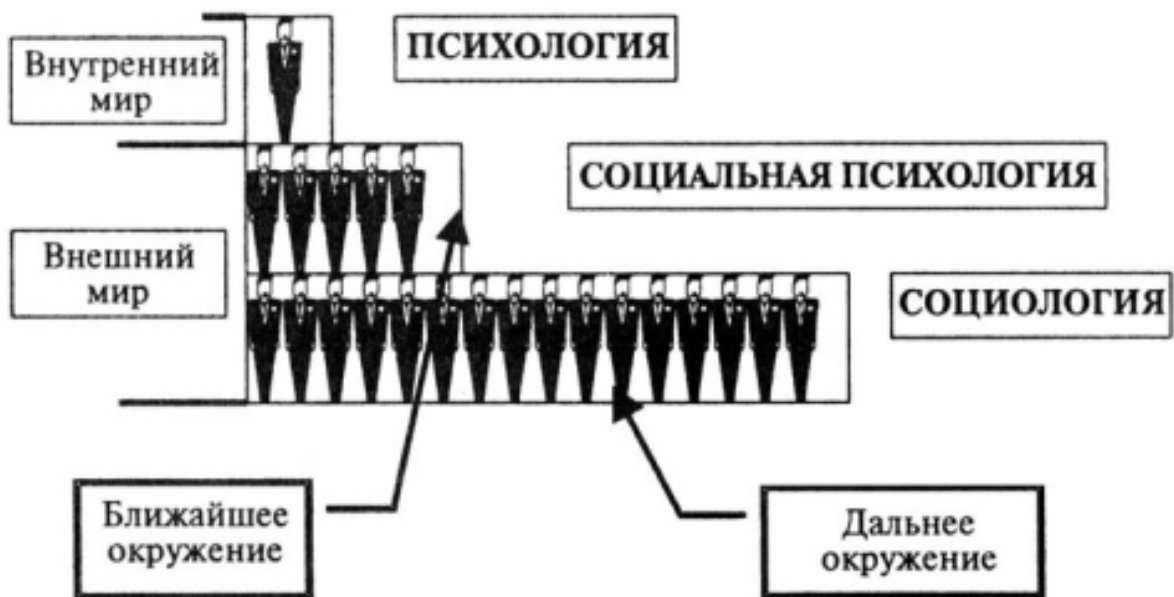 ПСИХОЛОГИЯ
Внутренний
мир
СОЦИАЛЬНАЯ ПСИХОЛОГИЯ
Внешний
мир
СОЦИОЛОГИЯ
Ближайшее
окружение
Дальнее
окружение